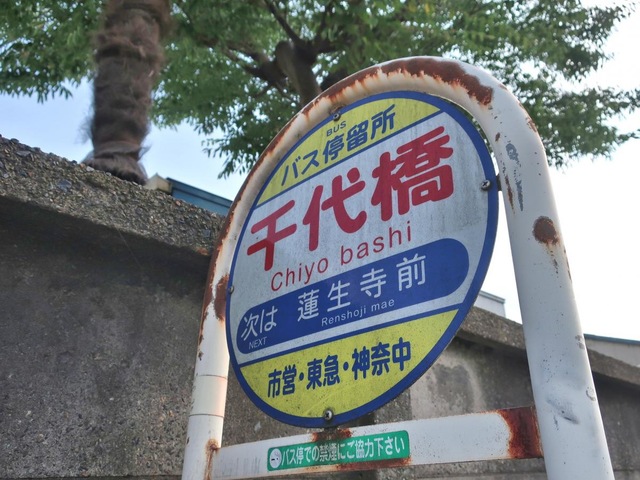 BUS
バス停留所
千代橋
Chiyo bashi
次は 蓮生寺前
NEXT Renshoji mae
市営・東急・神奈中
バス停での禁煙にご協力下さい